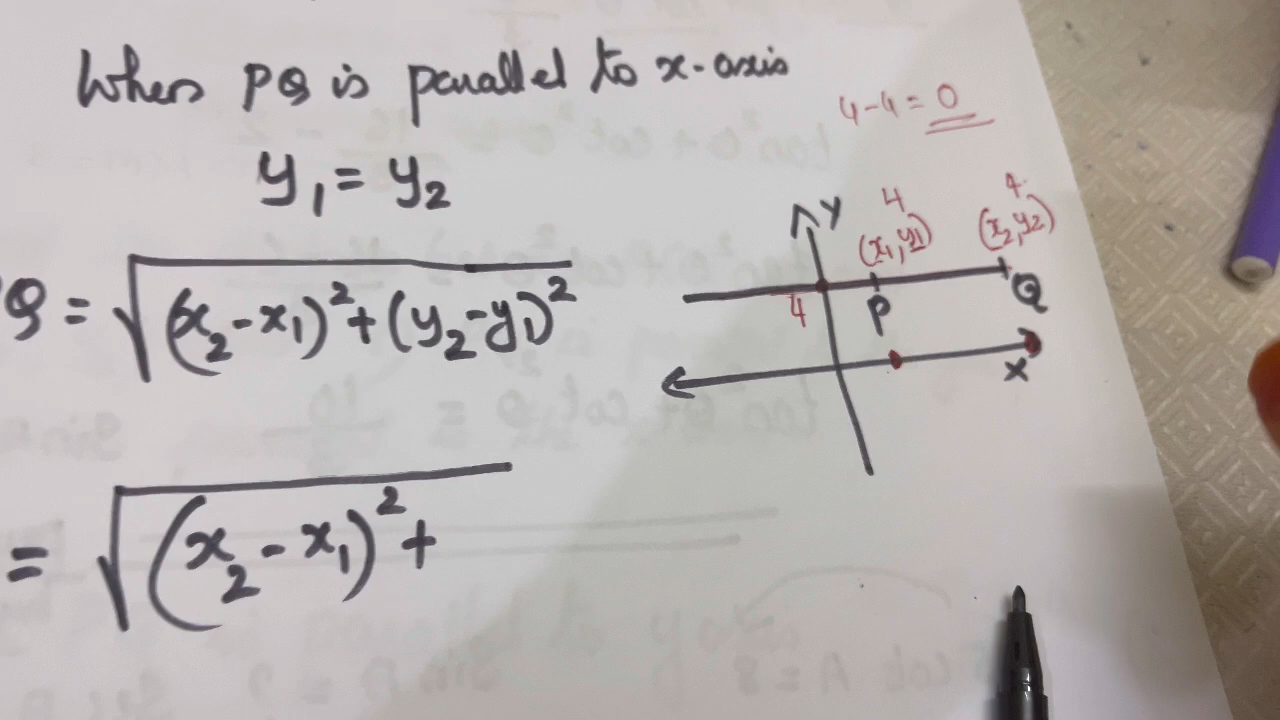 When PQ is parallel to x-axis
4-4 = 0
y₁ = y₂
Q = √(x₂-x₁)²+(y₂-y₁)²
= √(x₂-x₁)²+
Y
4
4
(x₁,y₁)
(x₂,y₂)
4
P
Q
X